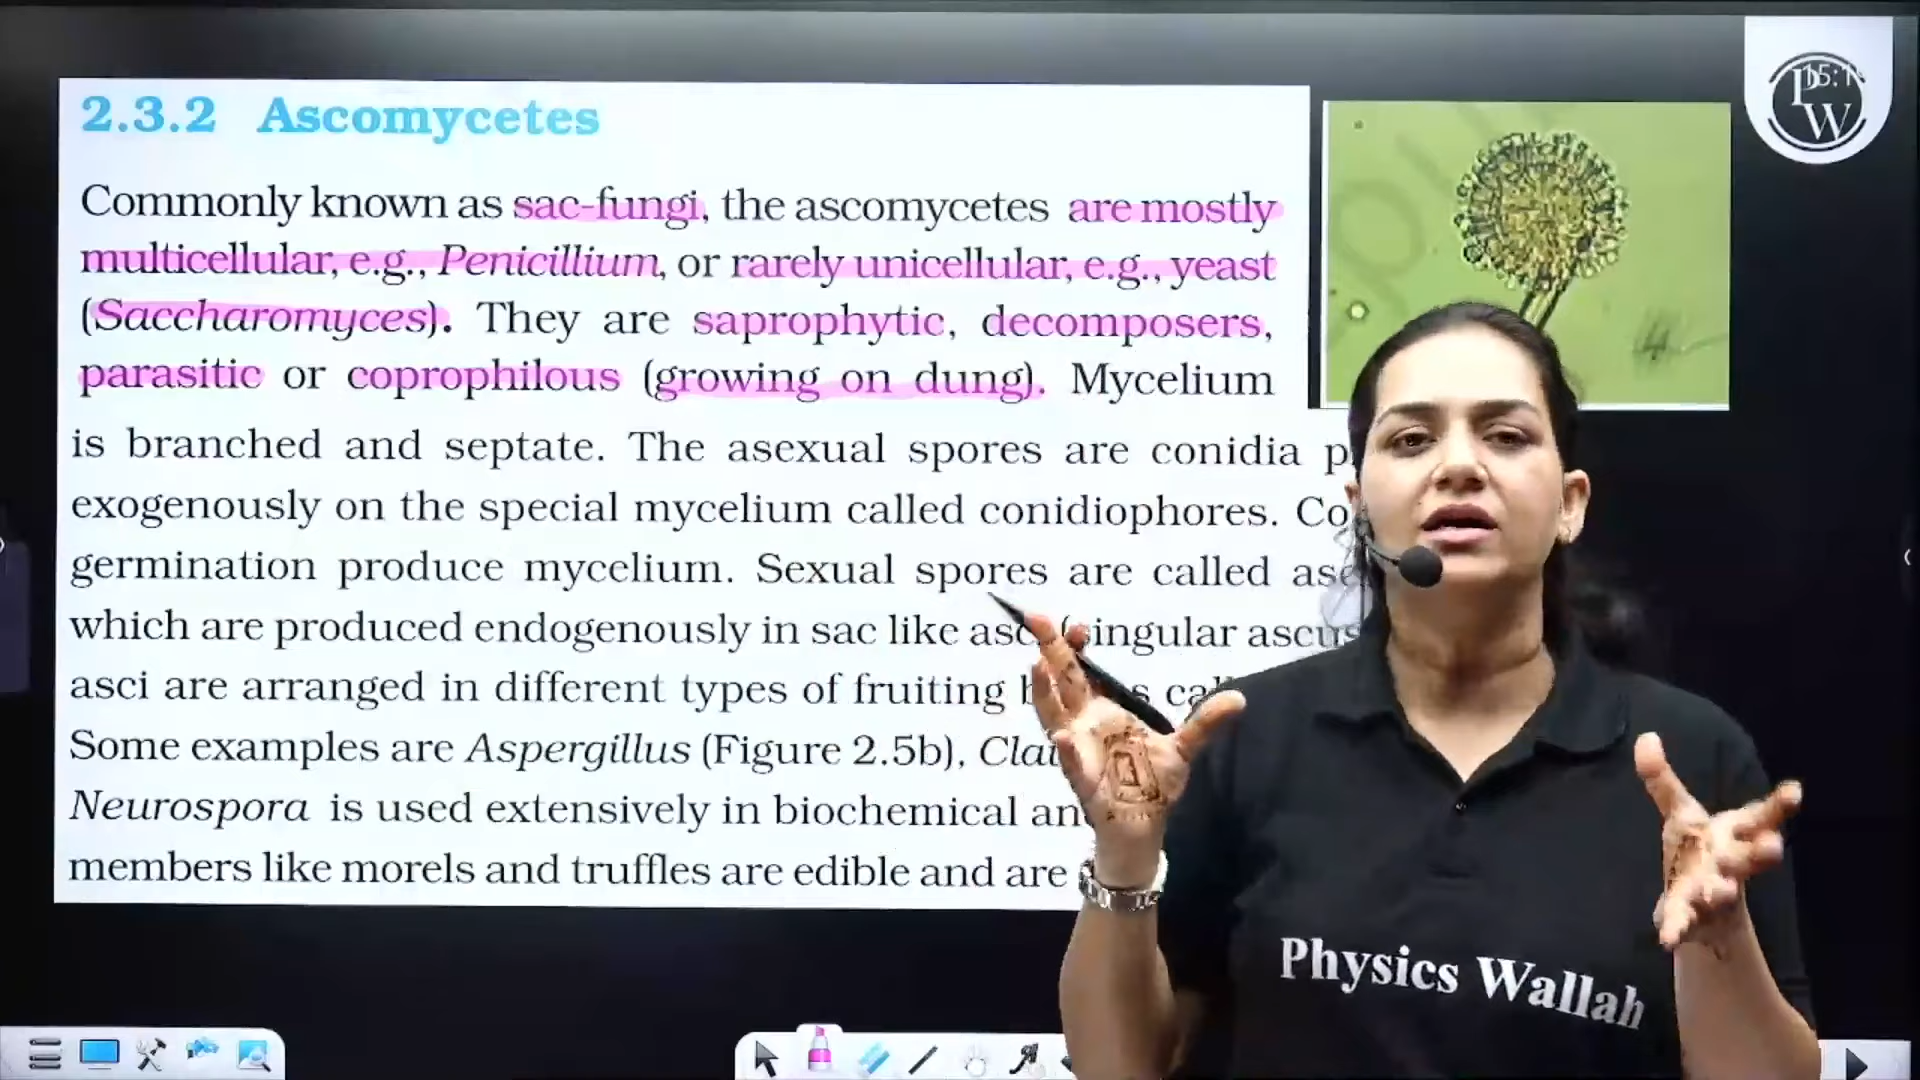 2.3.2 Ascomycetes
Commonly known as sac-fungi, the ascomycetes are mostly
multicellular, e.g., Penicillium, or rarely unicellular, e.g., yeast
(Saccharomyces). They are saprophytic, decomposers,
parasitic or coprophilous (growing on dung). Mycelium
is branched and septate. The asexual spores are conidia
exogenously on the special mycelium called conidiophores.
germination produce mycelium. Sexual spores are called
which are produced endogenously in sac like (singular ascus
asci are arranged in different types of fruiting
Some examples are Aspergillus (Figure 2.5b),
Neurospora is used extensively in biochemical
members like morels and truffles are edible and are
PW
Physics Wallah